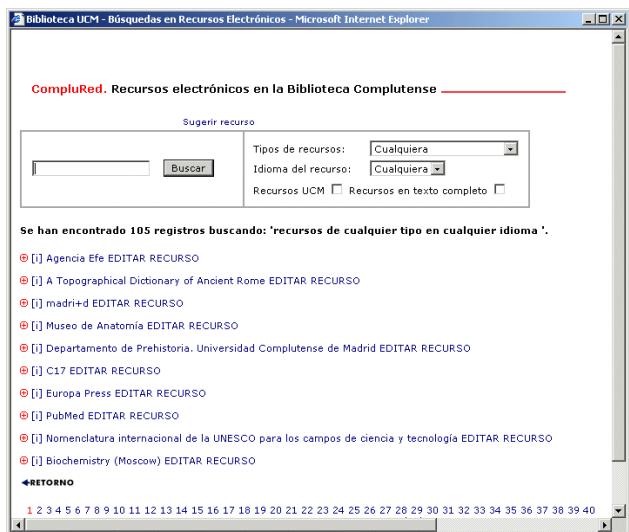 Biblioteca UCM - Búsquedas en Recursos Electrónicos - Microsoft Internet Explorer
CompluRed. Recursos electrónicos en la Biblioteca Complutense
Sugerir recurso
Tipos de recursos: Cualquiera
Buscar Idioma del recurso: Cualquiera
Recursos UCM Recursos en texto completo
Se han encontrado 105 registros buscando: 'recursos de cualquier tipo en cualquier idioma '.
[i] Agencia Efe EDITAR RECURSO
[i] A Topographical Dictionary of Ancient Rome EDITAR RECURSO
[i] madri+d EDITAR RECURSO
[i] Museo de Anatomía EDITAR RECURSO
[i] Departamento de Prehistoria. Universidad Complutense de Madrid EDITAR RECURSO
[i] C17 EDITAR RECURSO
[i] Europa Press EDITAR RECURSO
[i] PubMed EDITAR RECURSO
[i] Nomenclatura internacional de la UNESCO para los campos de ciencia y tecnología EDITAR RECURSO
[i] Biochemistry (Moscow) EDITAR RECURSO
RETORNO
1 2 3 4 5 6 7 8 9 10 11 12 13 14 15 16 17 18 19 20 21 22 23 24 25 26 27 28 29 30 31 32 33 34 35 36 37 38 39 40